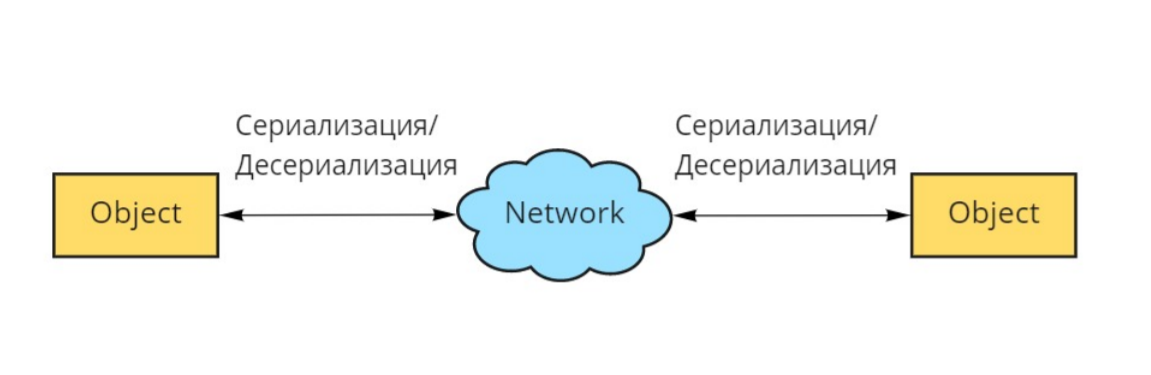 Сериализация/
Десериализация
Сериализация/
Десериализация
Object
Network
Object